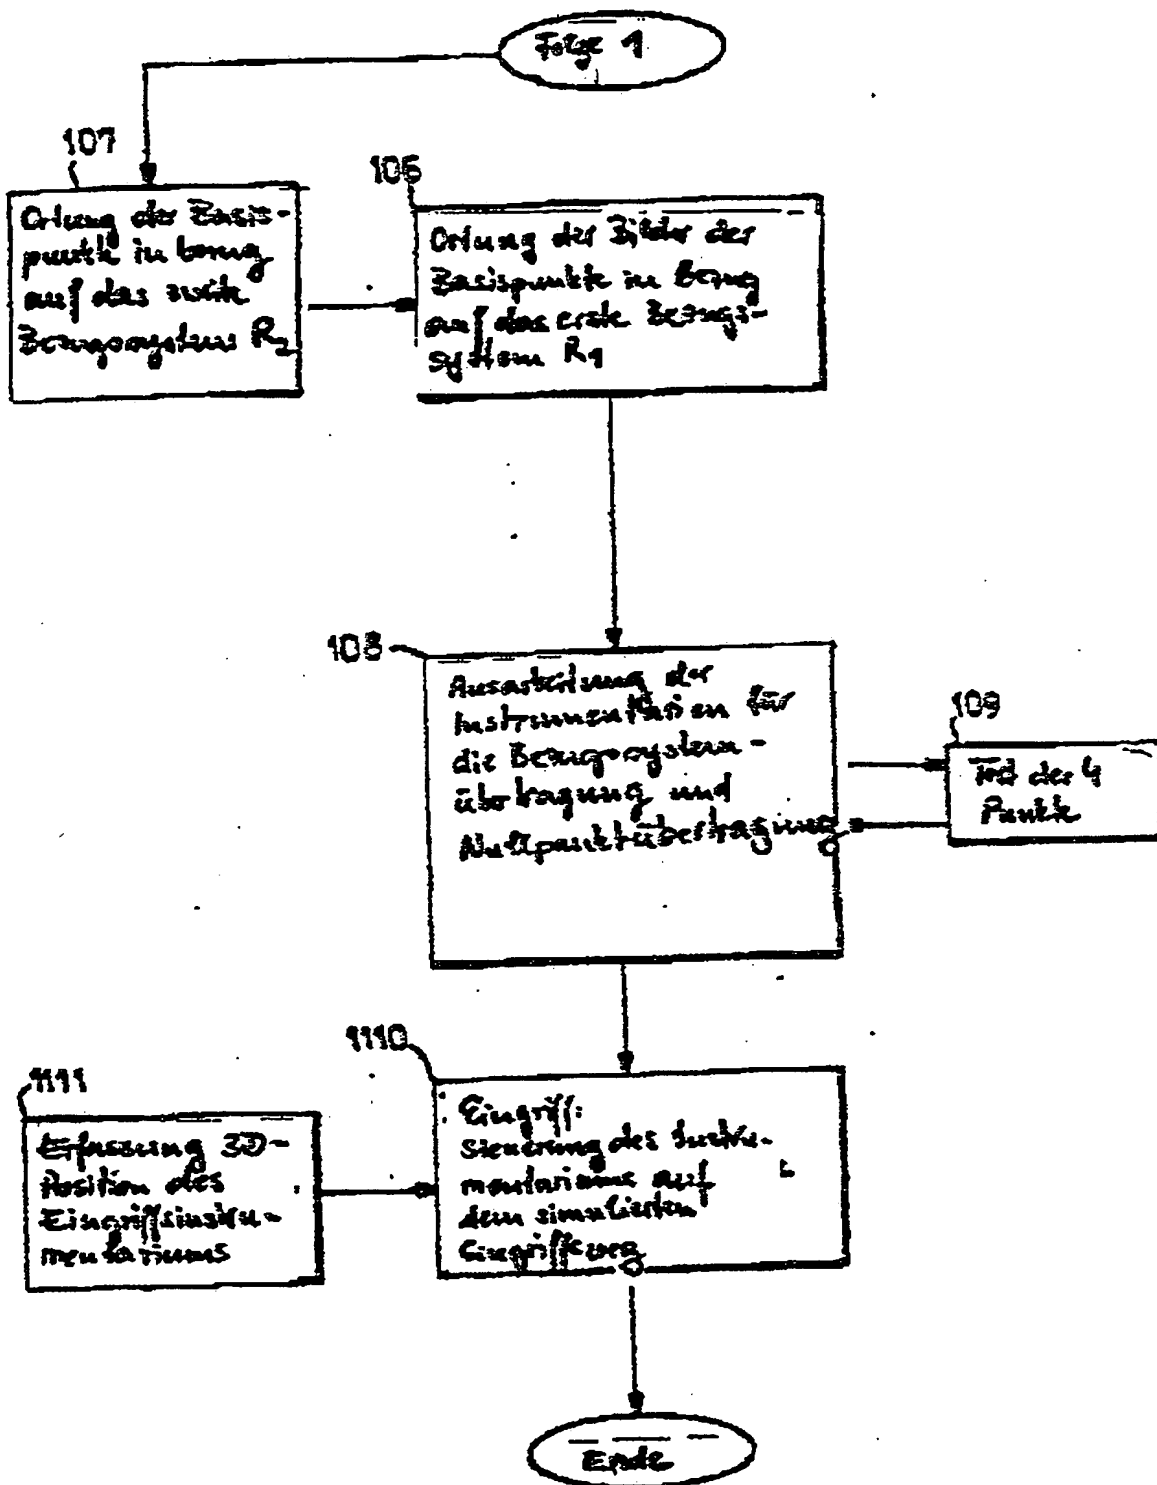 Folge 1
107
Ortung der Basis-
punkte in bezug
auf das zweite
Bezugssystem R2
106
Ortung der Bilder der
Basispunkte in Bezug
auf das erste Bezugs-
system R1
108
Ausarbeitung der
Instrumentarien für
die Bezugssystem-
übertragung und
Nullpunktübertragung
109
der 4
Punkte
1110
Eingriff:
Steuerung des Instru-
mentariums auf
dem simulierten
Eingriffsweg
1111
Erfassung 3D-
Position des
Eingriffsinstru-
mentariums
Ende